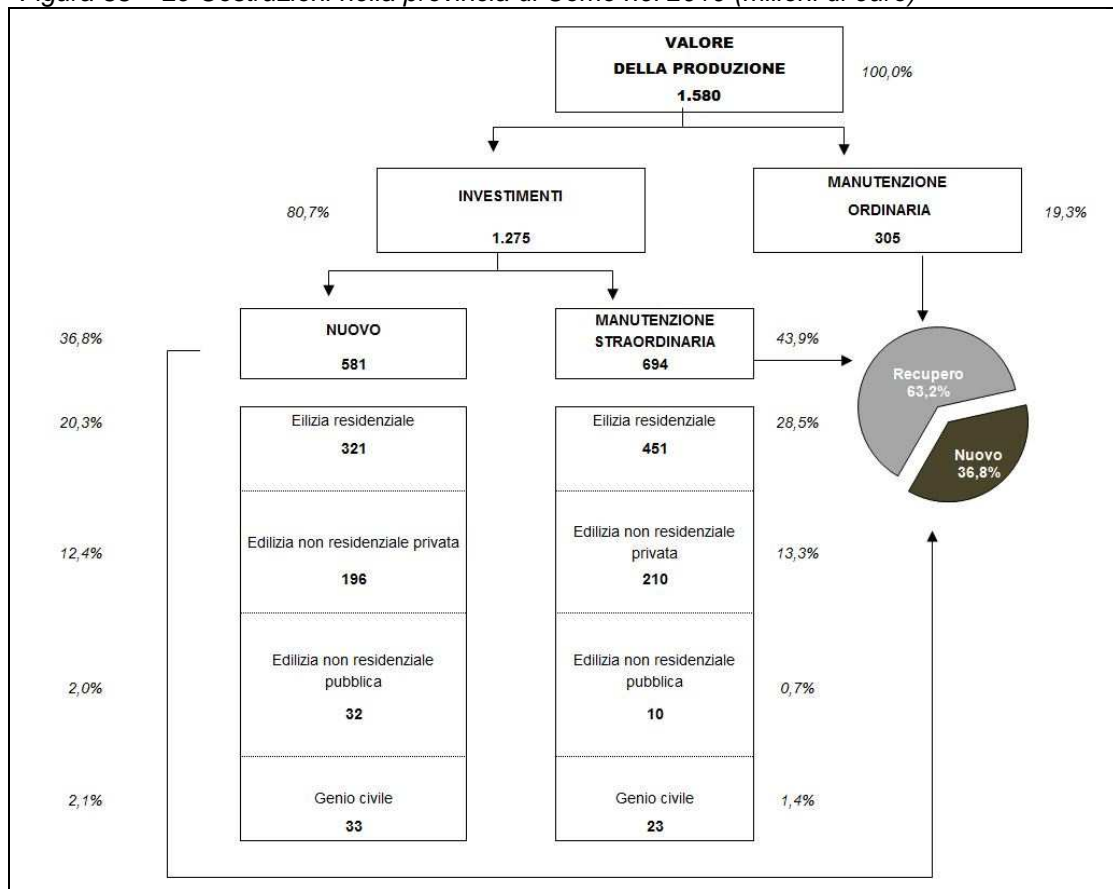 VALORE
DELLA PRODUZIONE
1.580
100,0%
INVESTIMENTI
1.275
80,7%
MANUTENZIONE
ORDINARIA
305
19,3%
36,8%
NUOVO
581
MANUTENZIONE
STRAORDINARIA
694
43,9%
Recupero
63,2%
Nuovo
36,8%
20,3%
Eilizia residenziale
321
Eilizia residenziale
451
28,5%
12,4%
Edilizia non residenziale privata
196
Edilizia non residenziale
privata
210
13,3%
2,0%
Edilizia non residenziale
pubblica
32
Edilizia non residenziale
pubblica
10
0,7%
2,1%
Genio civile
33
Genio civile
23
1,4%